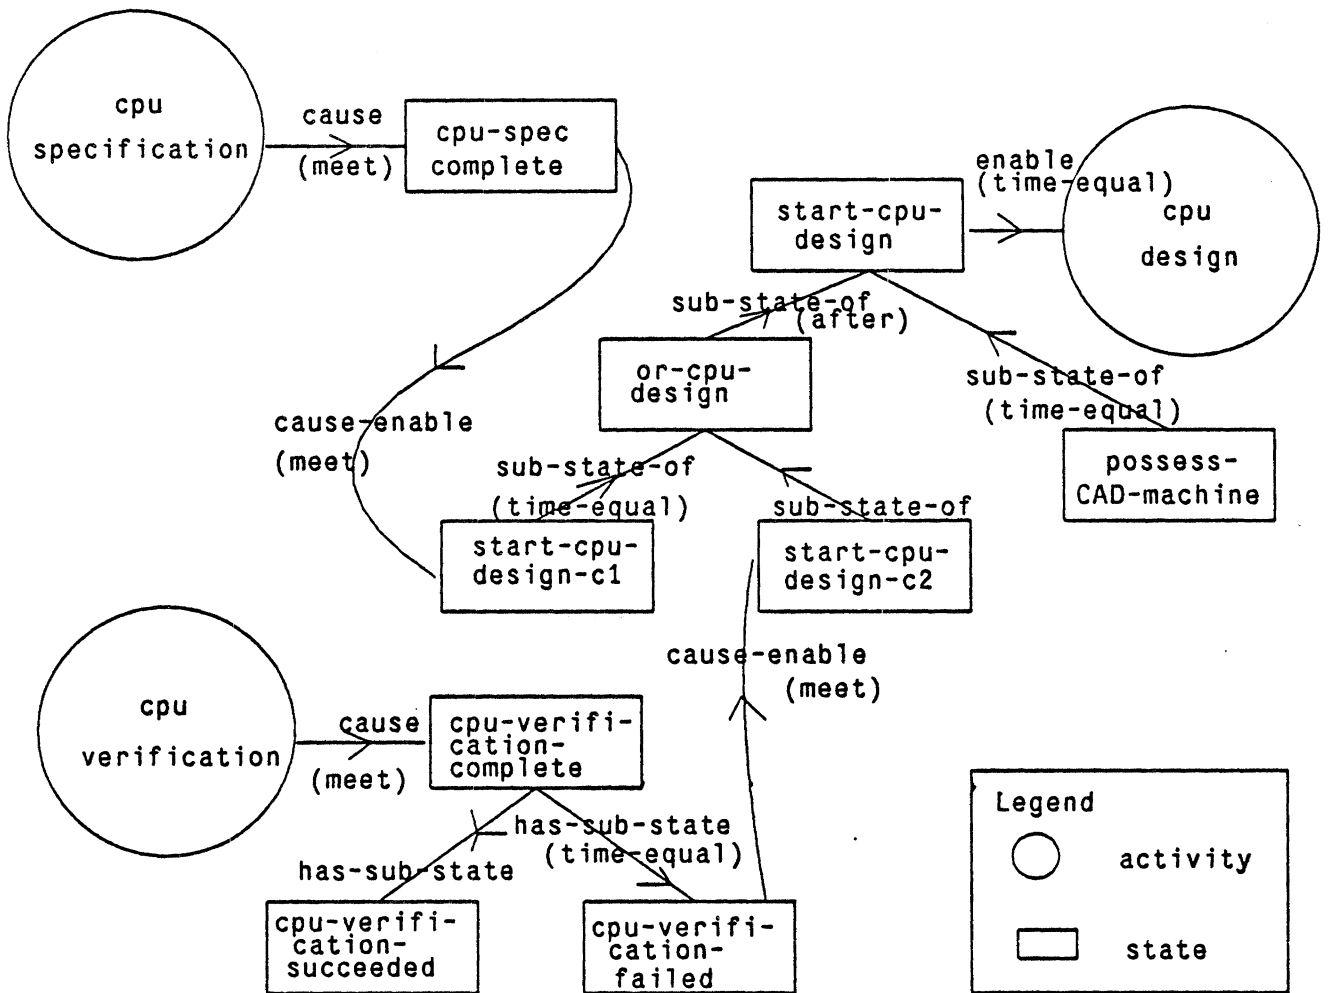 cpu
specification
cause
(meet)
cpu-spec
complete
enable
(time-equal)
start-cpu-
design
cpu
design
sub-state-of
(after)
or-cpu-
design
sub-state-of
(time-equal)
possess-
CAD-machine
cause-enable
(meet)
sub-state-of
(time-equal)
sub-state-of
start-cpu-
design-c1
start-cpu-
design-c2
cause-enable
(meet)
cpu
verification
cause
(meet)
cpu-verifi-
cation-
complete
has-sub-state
(time-equal)
has-sub-state
cpu-verifi-
cation-
succeeded
cpu-verifi-
cation-
failed
Legend
activity
state